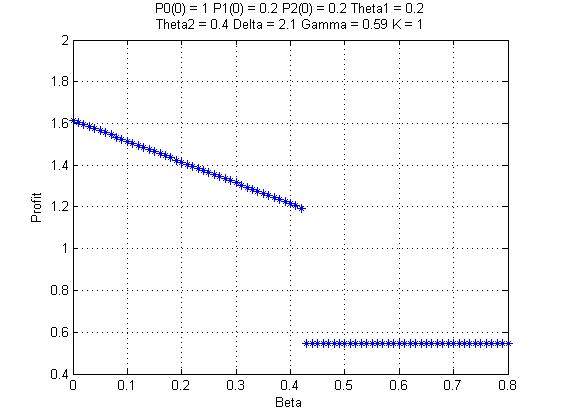 P0(0) = 1 P1(0) = 0.2 P2(0) = 0.2 Theta1 = 0.2
Theta2 = 0.4 Delta = 2.1 Gamma = 0.59 K = 1
2
1.8
1.6
1.4
1.2
1
0.8
0.6
0.4
Profit
0 0.1 0.2 0.3 0.4 0.5 0.6 0.7 0.8
Beta